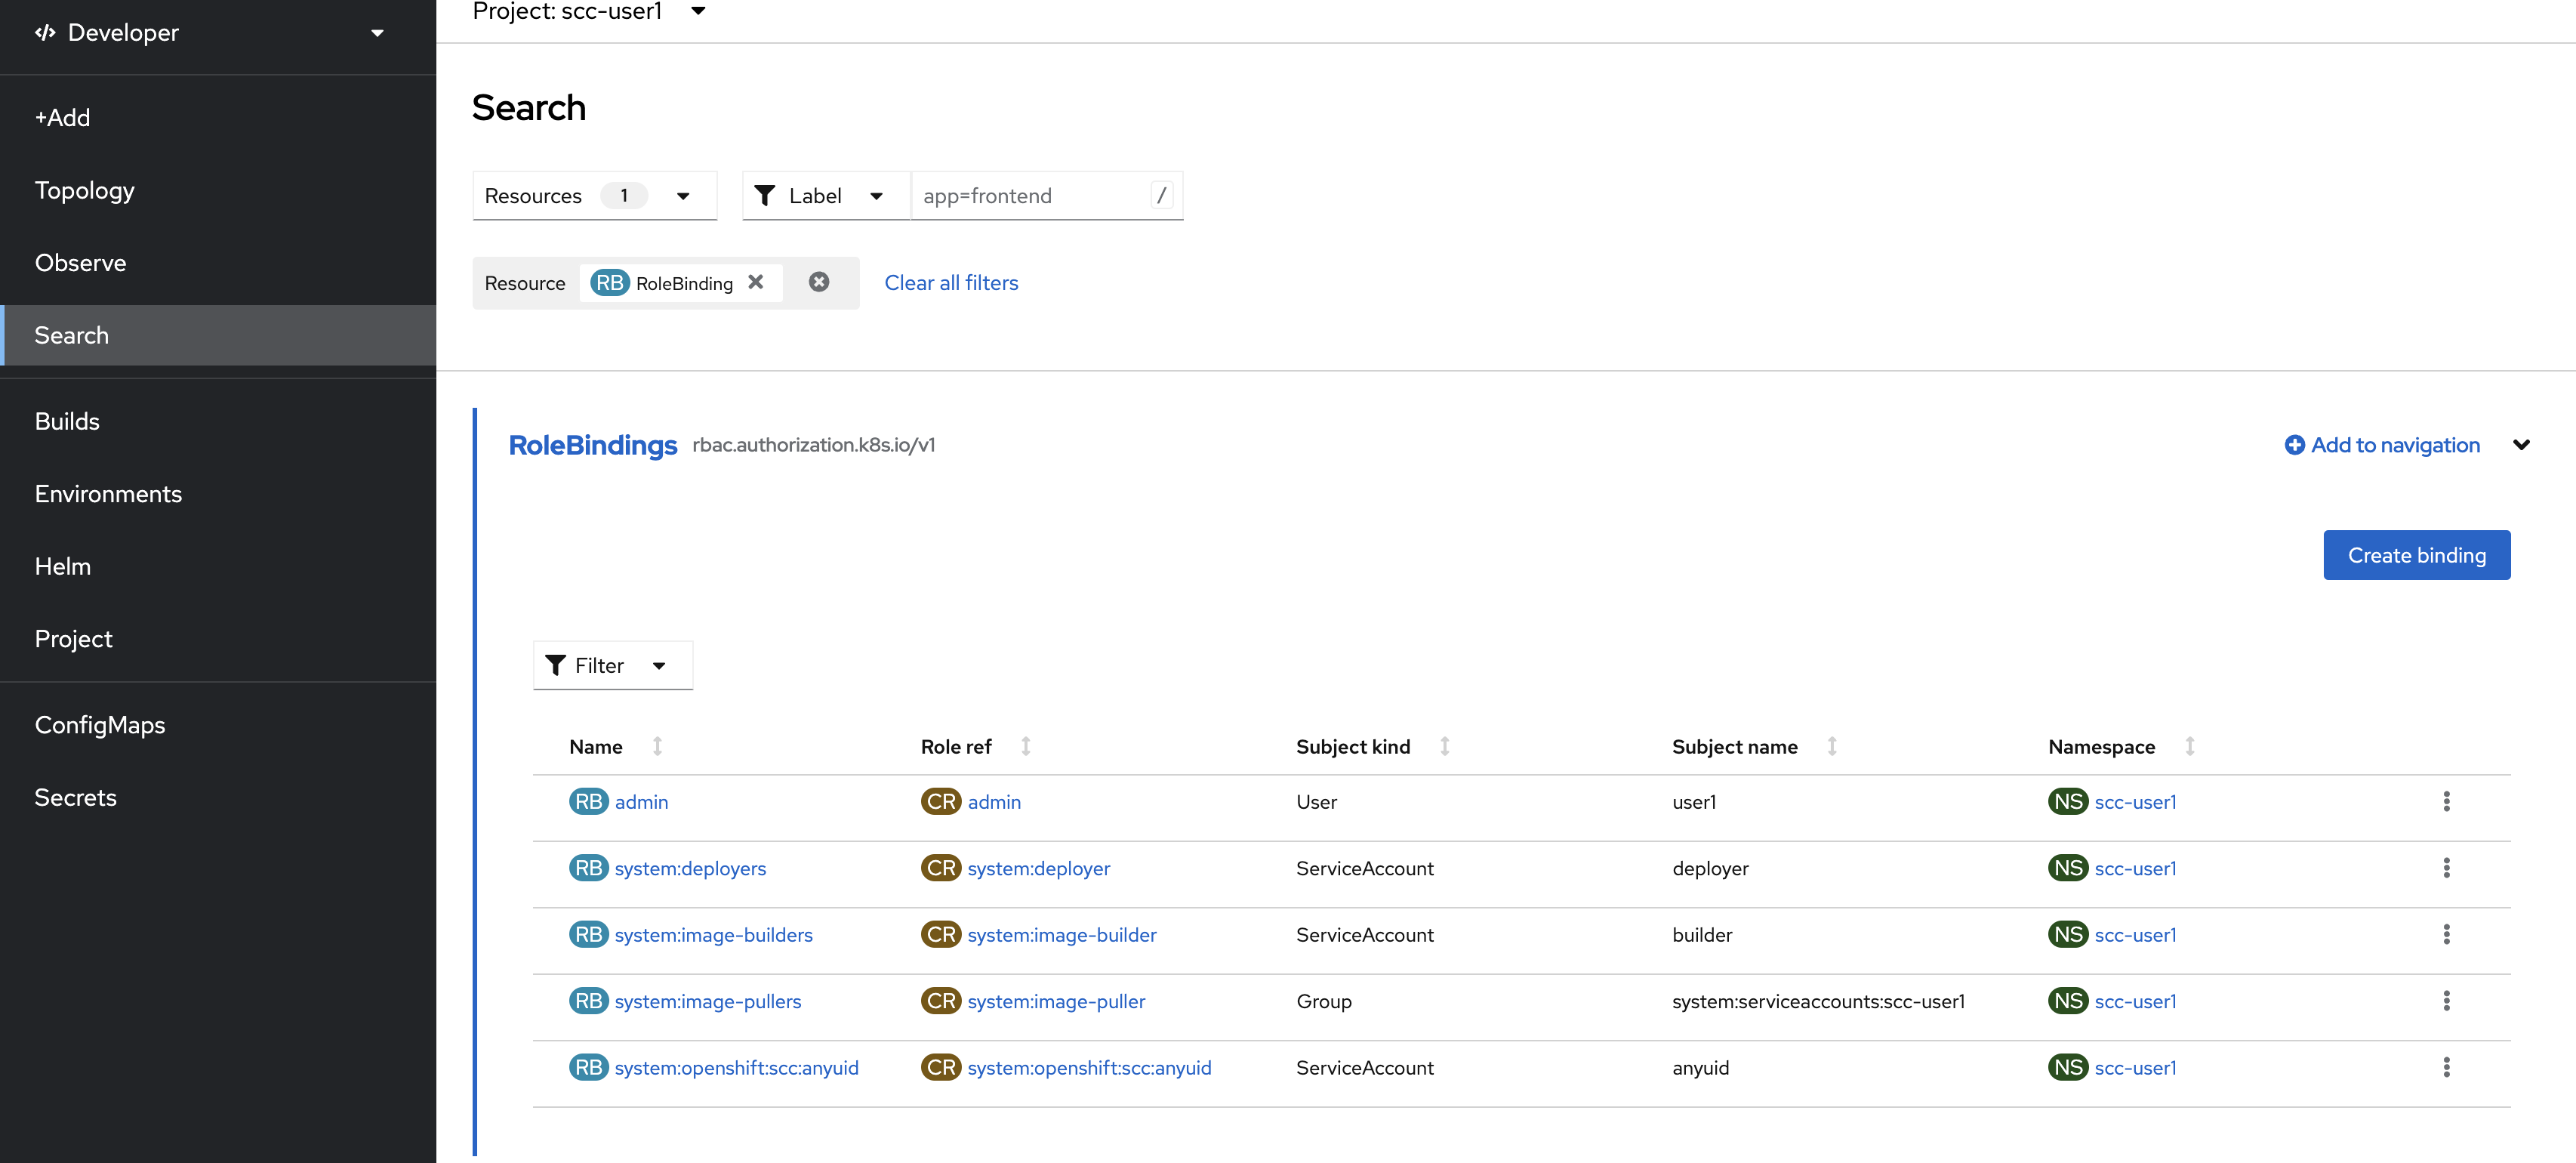 Developer
+Add
Topology
Observe
Search
Builds
Environments
Helm
Project
ConfigMaps
Secrets
Project: scc-user1
Search
Resources 1 Label app=frontend /
Resource RB RoleBinding Clear all filters
RoleBindings rbac.authorization.k8s.io/v1 Add to navigation
Create binding
Filter
Name Role ref Subject kind Subject name Namespace
RB admin CR admin User user1 NS scc-user1
RB system:deployers CR system:deployer ServiceAccount deployer NS scc-user1
RB system:image-builders CR system:image-builder ServiceAccount builder NS scc-user1
RB system:image-pullers CR system:image-puller Group system:serviceaccounts:scc-user1 NS scc-user1
RB system:openshift:scc:anyuid CR system:openshift:scc:anyuid ServiceAccount anyuid NS scc-user1